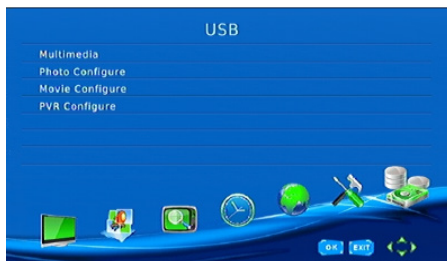 USB
Multimedia
Photo Configure
Movie Configure
PVR Configure
OK EXIT